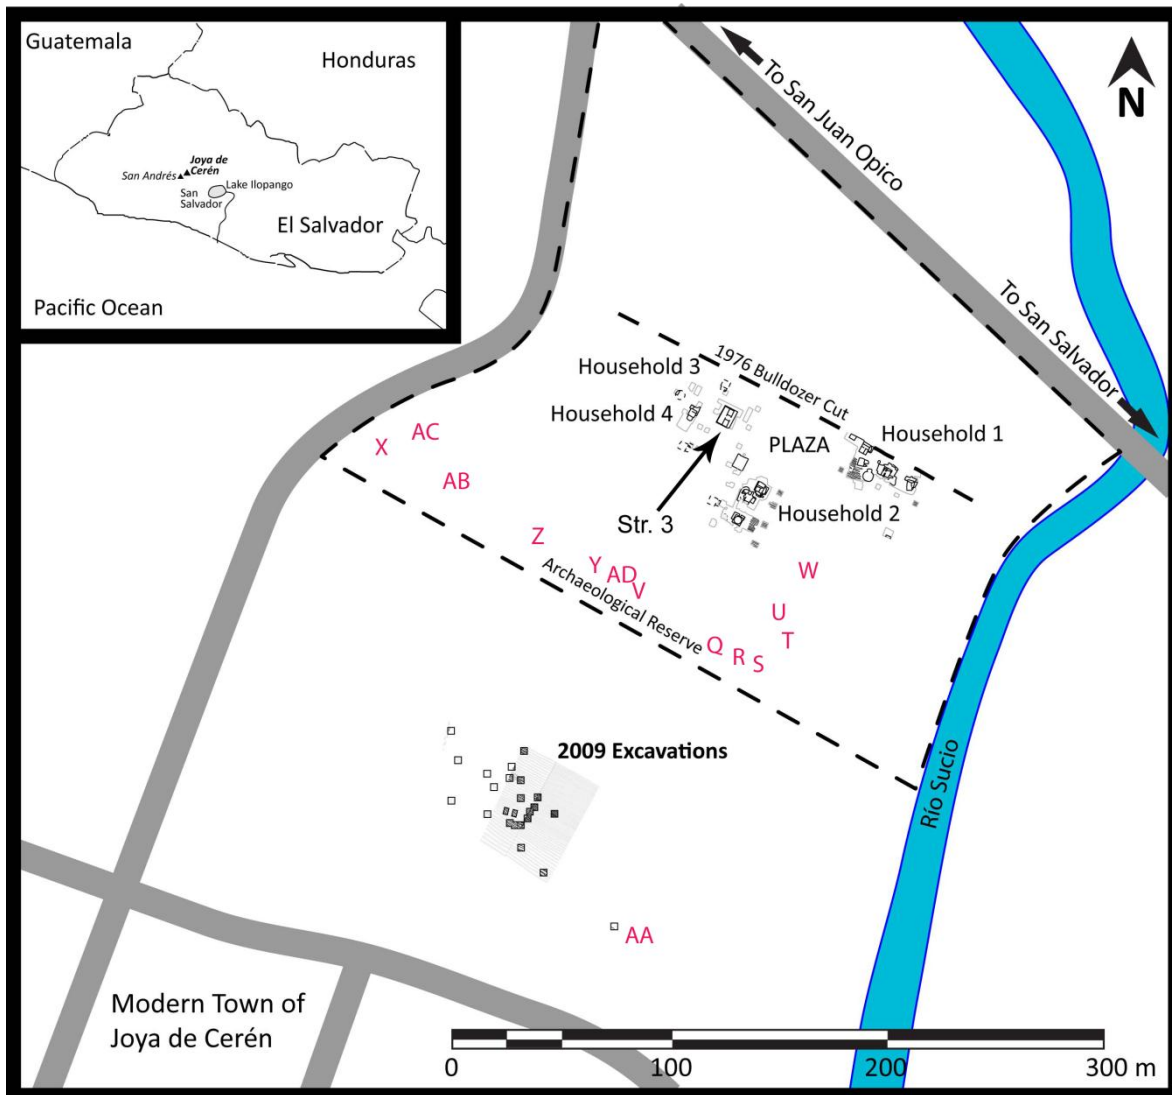 Guatemala
Honduras
Joya de
Cerén
San Andrés
San
Salvador
Lake Ilopango
El Salvador
Pacific Ocean
N
To San Juan Opico
To San Salvador
1976 Bulldozer Cut
Household 3
Household 4
PLAZA
Household 1
Str. 3
Household 2
AC
X
AB
Z
Y
AD
V
W
U
T
Q
R
S
Archaeological Reserve
2009 Excavations
Río Sucio
AA
Modern Town of
Joya de Cerén
0 100 200 300 m